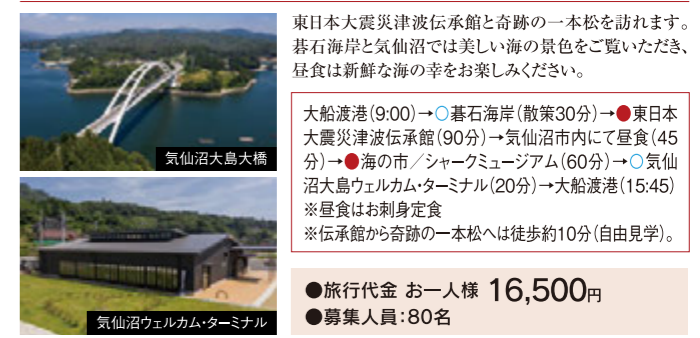 東日本大震災津波伝承館と奇跡の一本松を訪れます。
碁石海岸と気仙沼では美しい海の景色をご覧いただき、
昼食は新鮮な海の幸をお楽しみください。
気仙沼大島大橋
大船渡港(9:00)→○碁石海岸(散策30分)→●東日本
大震災津波伝承館(90分)→気仙沼市内にて昼食(45
分)→●海の市/シャークミュージアム(60分)→○気仙
沼大島ウェルカム・ターミナル(20分)→大船渡港(15:45)
※昼食はお刺身定食
※伝承館から奇跡の一本松へは徒歩約10分(自由見学)。
気仙沼ウェルカム・ターミナル
●旅行代金 お一人様 16,500円
●募集人員:80名